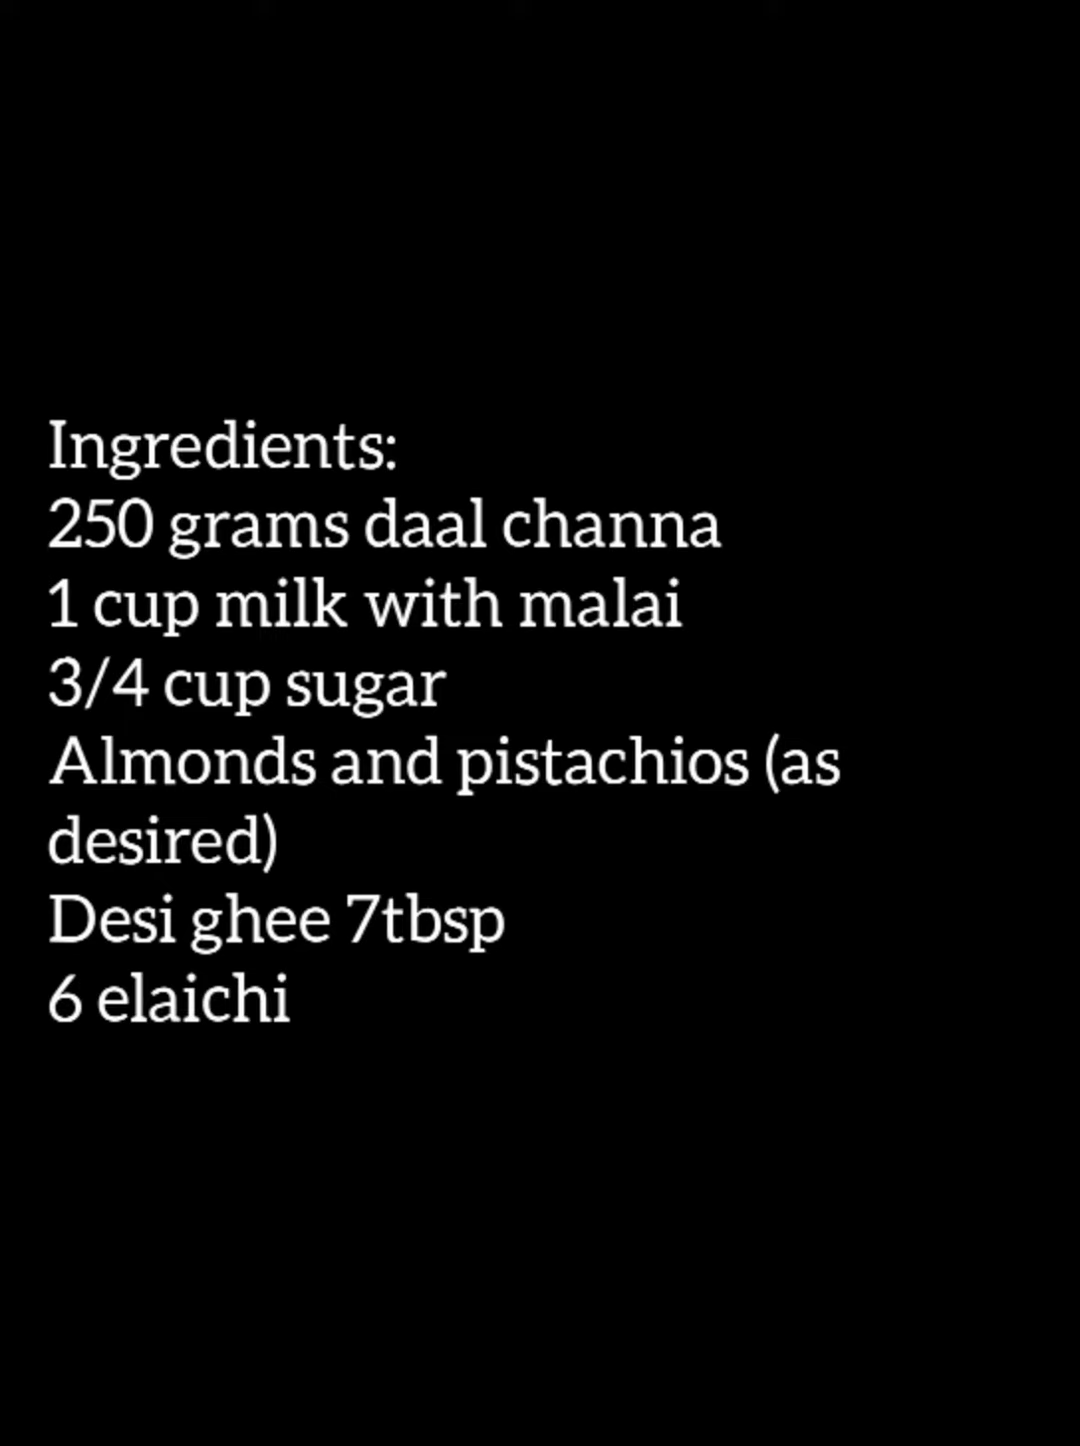 Ingredients:
250 grams daal channa
1 cup milk with malai
3/4 cup sugar
Almonds and pistachios (as
desired)
Desi ghee 7tbsp
6 elaichi